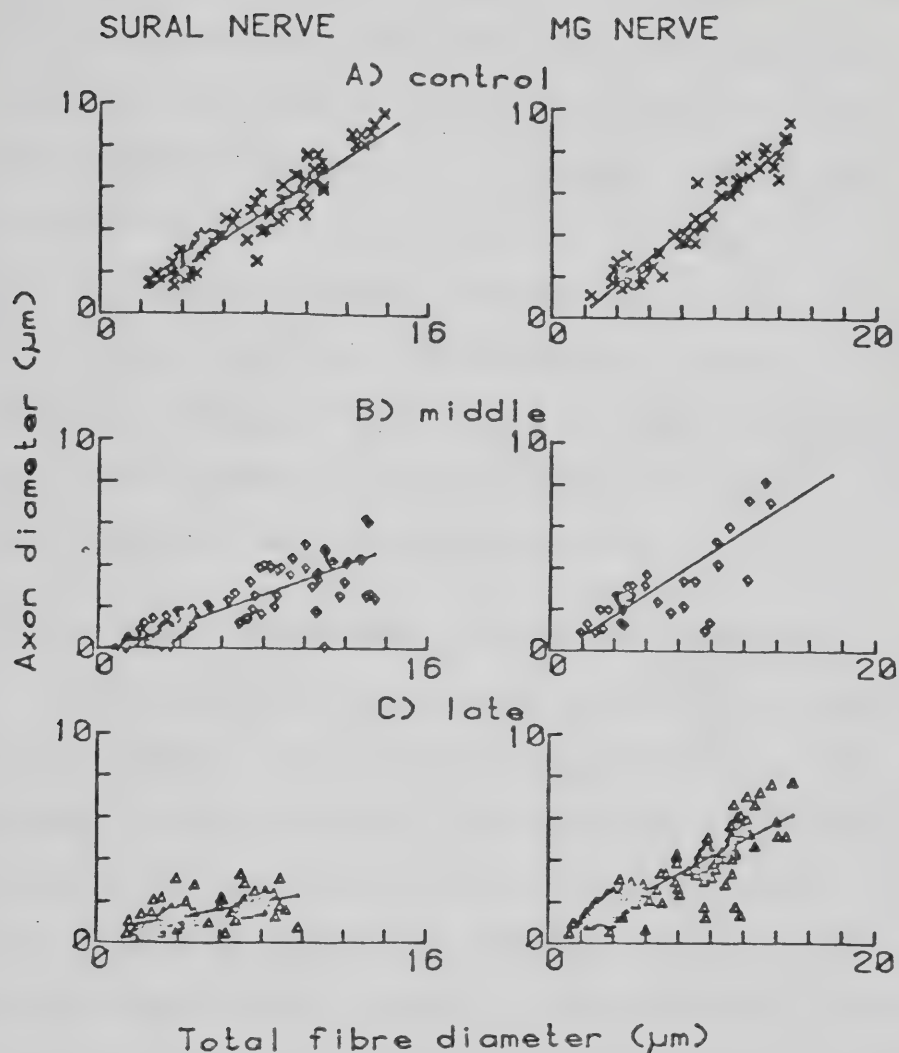 SURAL NERVE MG NERVE
A) control
10 10
0 0
0 16 0 20
B) middle
10 10
0 0
0 16 0 20
C) late
10 10
0 0
0 16 0 20
Axon diameter (µm)
Total fibre diameter (µm)